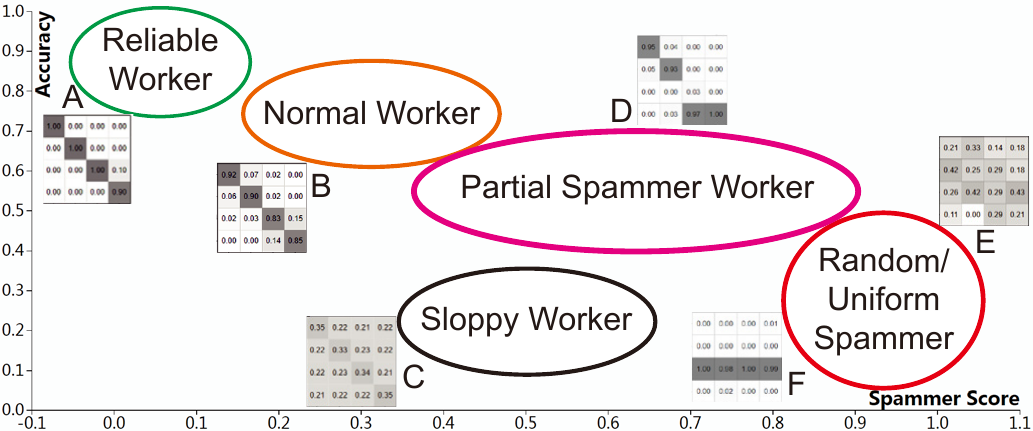 1.0
0.9
0.8
0.7
0.6
0.5
0.4
0.3
0.2
0.1
0.0
Accuracy
Reliable
Worker
A
1.00 0.00 0.00 0.00
0.00 1.00 0.00 0.00
0.00 0.00 1.00 0.10
0.00 0.00 0.00 0.90
Normal Worker
B
0.92 0.07 0.02 0.00
0.06 0.90 0.02 0.00
0.02 0.03 0.83 0.15
0.00 0.00 0.14 0.85
D
0.95 0.04 0.00 0.00
0.05 0.93 0.00 0.00
0.00 0.00 0.03 0.00
0.00 0.03 0.97 1.00
Partial Spammer Worker
0.21 0.33 0.14 0.18
0.42 0.25 0.29 0.18
0.26 0.42 0.29 0.43
0.11 0.00 0.29 0.21
E
Sloppy Worker
0.35 0.22 0.21 0.22
0.22 0.33 0.23 0.22
0.22 0.23 0.34 0.21
0.21 0.22 0.22 0.35
C
Random/
Uniform
Spammer
0.00 0.00 0.00 0.01
0.00 0.00 0.00 0.00
1.00 0.98 1.00 0.99
0.00 0.02 0.00 0.00
F
Spammer Score
-0.1 0.0 0.1 0.2 0.3 0.4 0.5 0.6 0.7 0.8 0.9 1.0 1.1